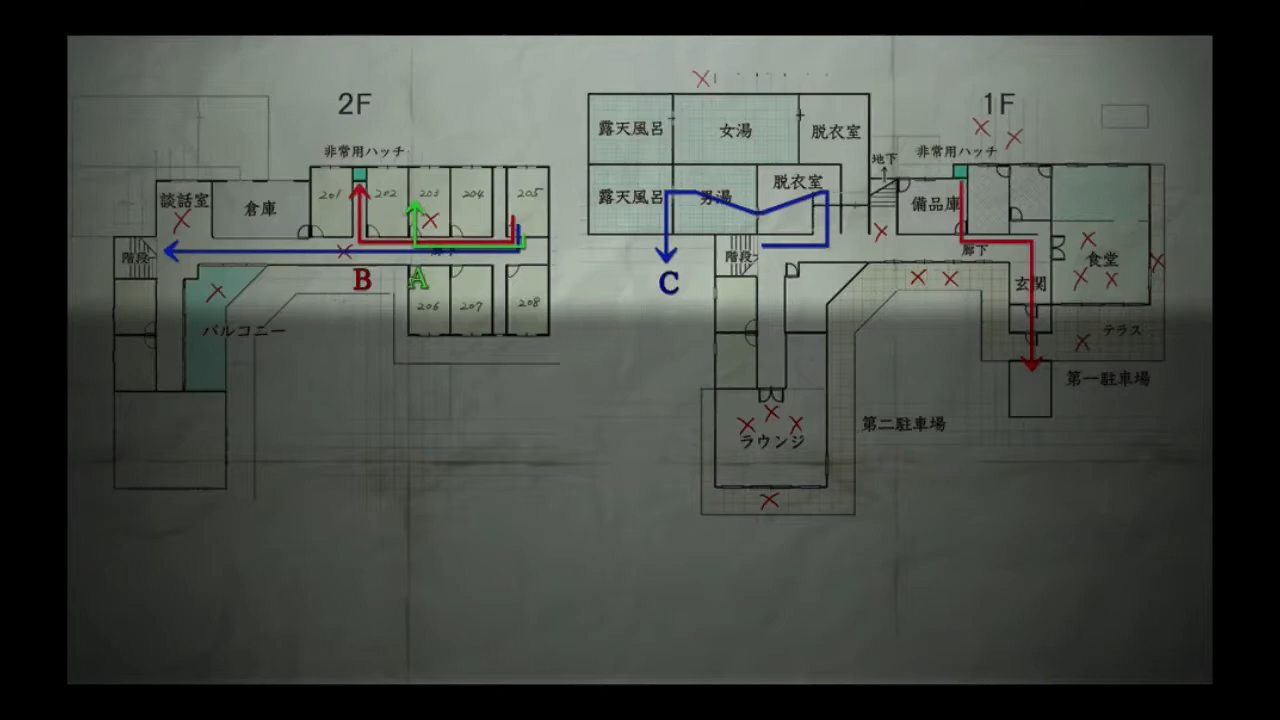 2F
非常用ハッチ
201
202
203
204
205
談話室
倉庫
階段
廊下
B
A
206
207
208
バルコニー
1F
露天風呂
女湯
脱衣室
地下
非常用ハッチ
露天風呂
男湯
脱衣室
備品庫
階段
廊下
食堂
C
玄関
テラス
第一駐車場
第二駐車場
ラウンジ